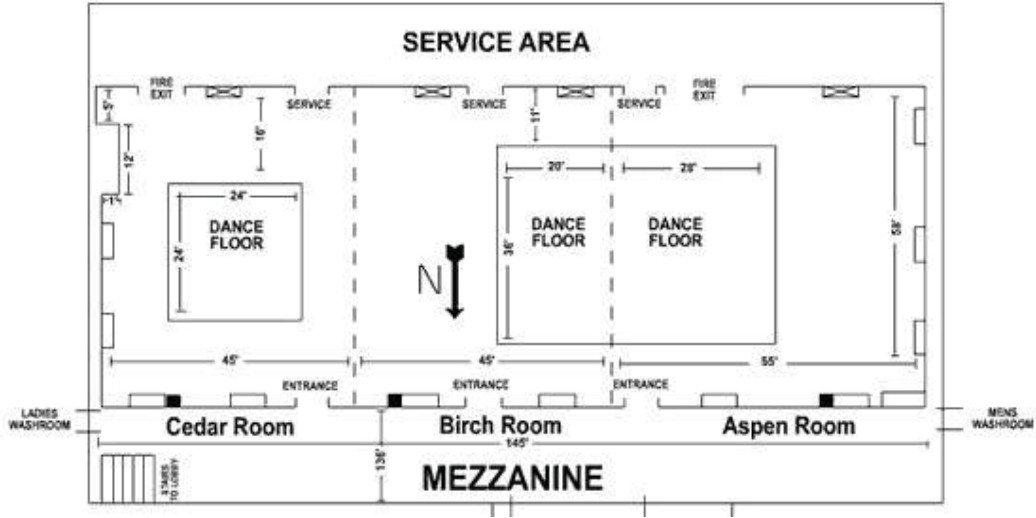 SERVICE AREA
FIRE
EXIT
SERVICE
SERVICE
SERVICE
FIRE
EXIT
5'
16'
11'
12'
1'
24'
20'
28'
DANCE
FLOOR
DANCE
FLOOR
DANCE
FLOOR
24'
36'
58'
N
45'
45'
55'
ENTRANCE
ENTRANCE
ENTRANCE
LADIES
WASHROOM
Cedar Room
Birch Room
Aspen Room
MENS
WASHROOM
145'
136'
STAIRS
TO LOBBY
MEZZANINE